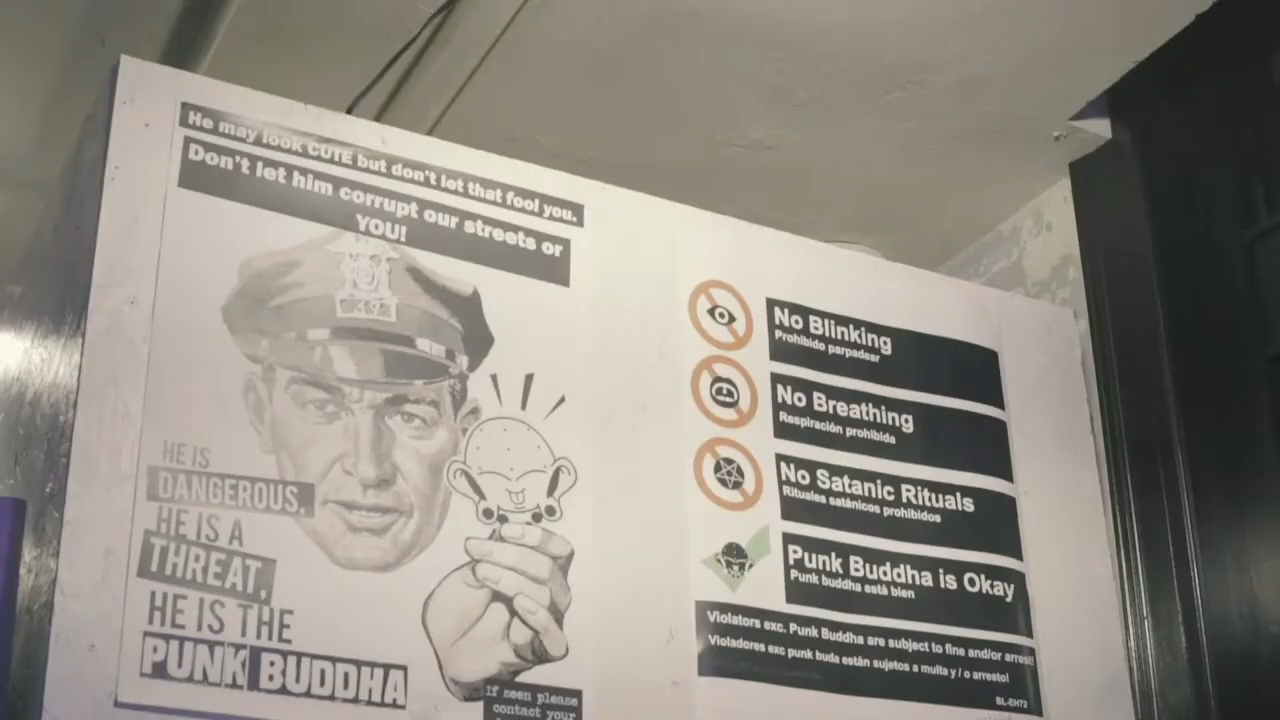 He may look CUTE but don't let that fool you.
Don't let him corrupt our streets or
YOU!
HE IS
DANGEROUS,
HE IS A
THREAT,
HE IS THE
PUNK BUDDHA
If seen please
contact your
No Blinking
Prohibido parpadear
No Breathing
Respiración prohibida
No Satanic Rituals
Rituales satánicos prohibidos
Punk Buddha is Okay
Punk buddha está bien
Violators exc. Punk Buddha are subject to fine and/or arrest!
Violadores exc punk buda están sujetos a multa y / o arresto!
BL-EH72